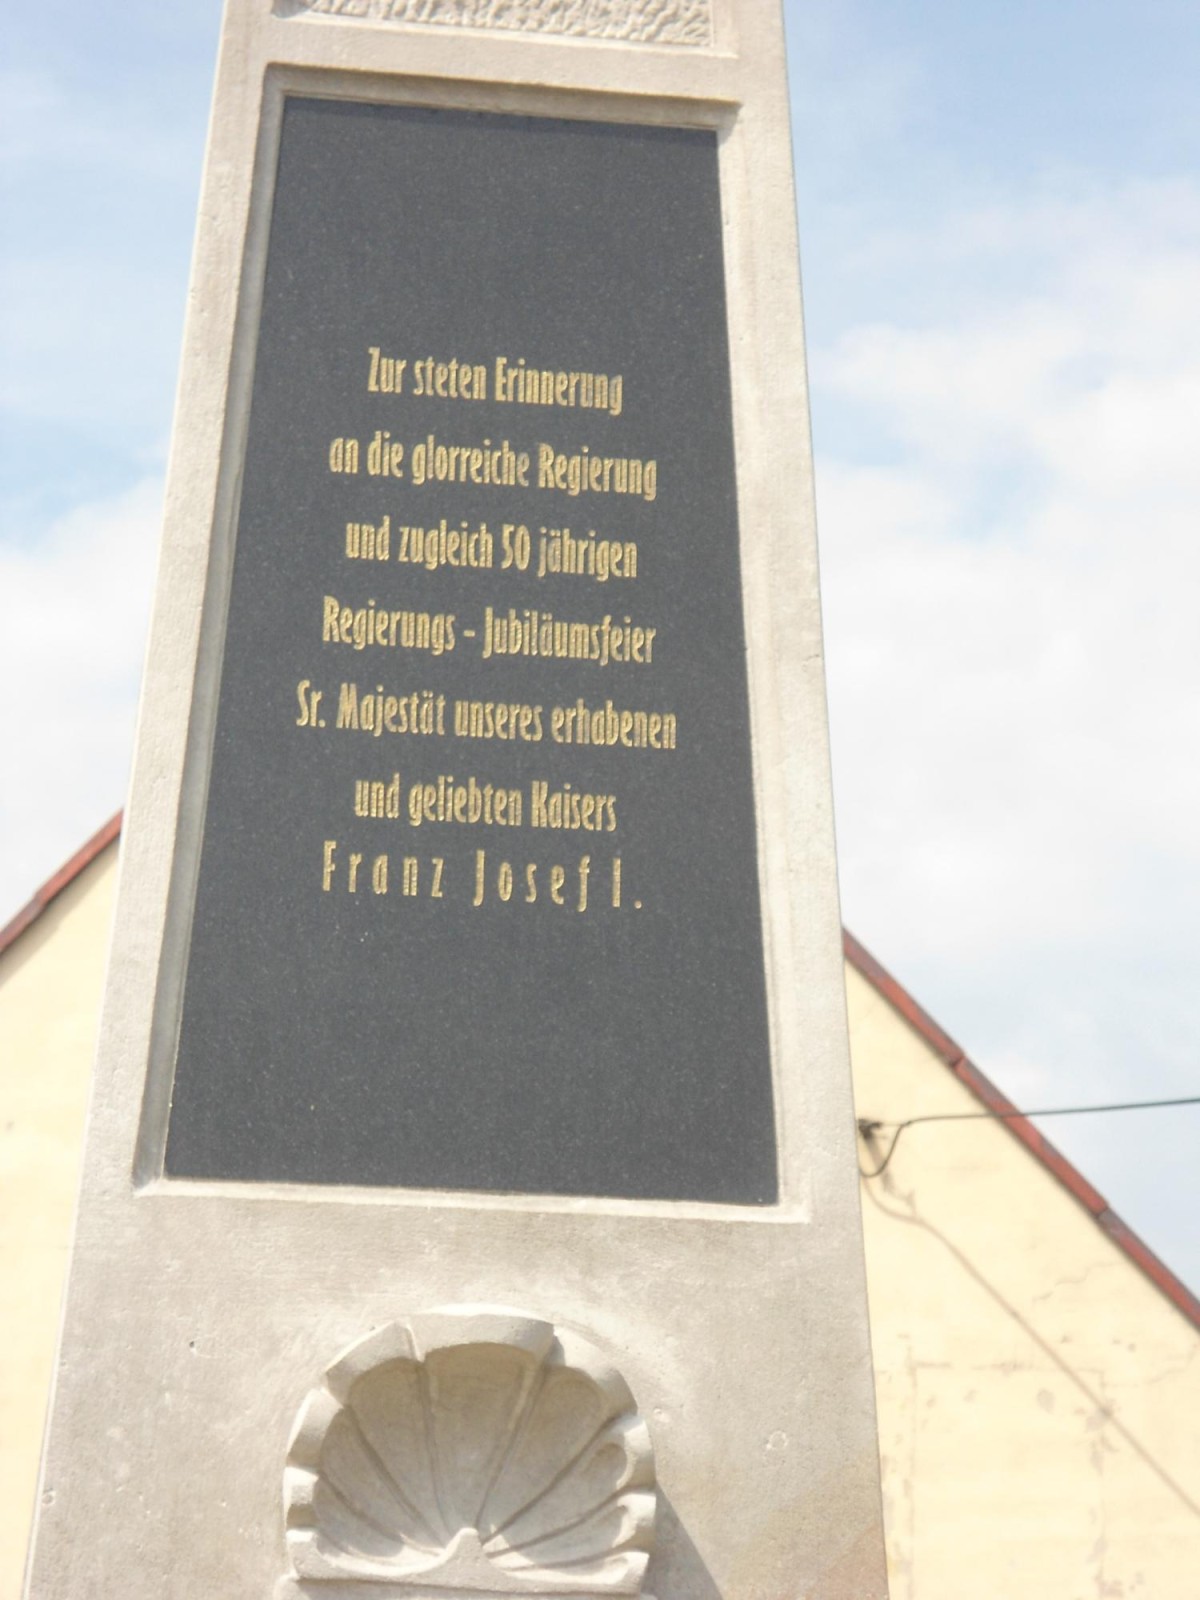 Zur steten Erinnerung
an die glorreiche Regierung
und zugleich 50 jährigen
Regierungs - Jubiläumsfeier
Sr. Majestät unseres erhabenen
und geliebten Kaisers
Franz Josef I.